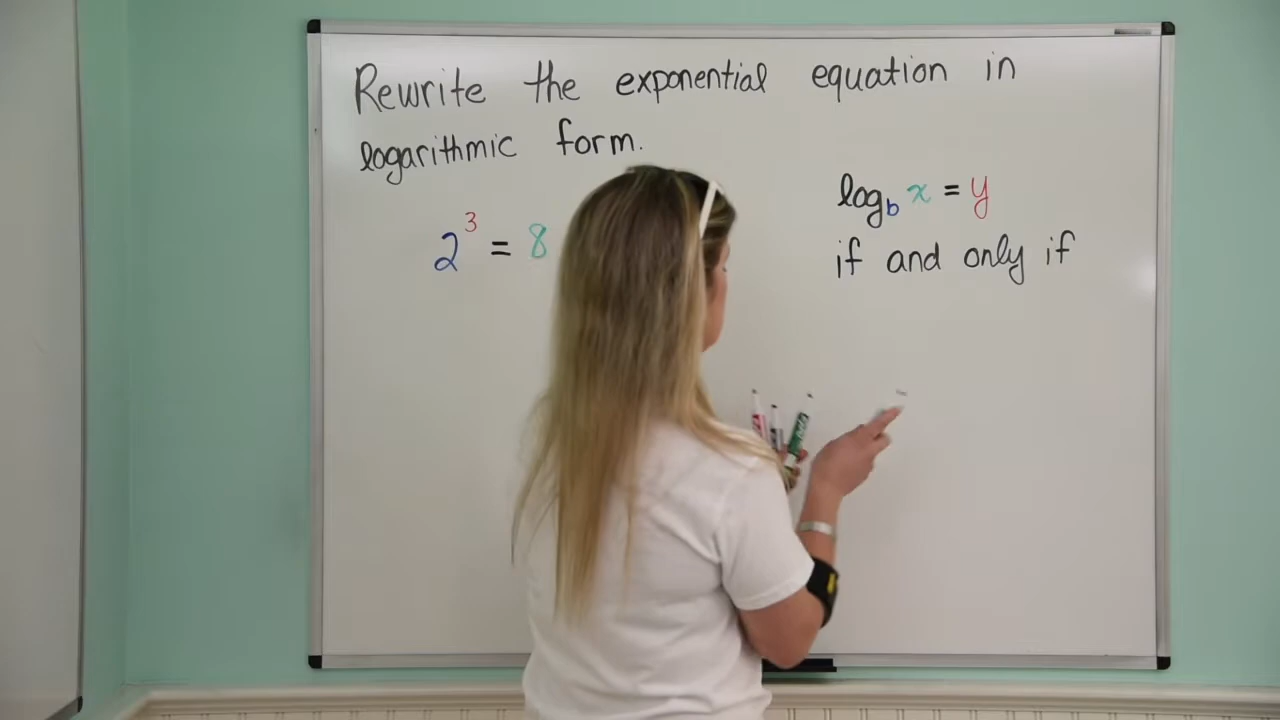 Rewrite the exponential equation in
logarithmic form.
2³ = 8
log_b x = y
if and only if